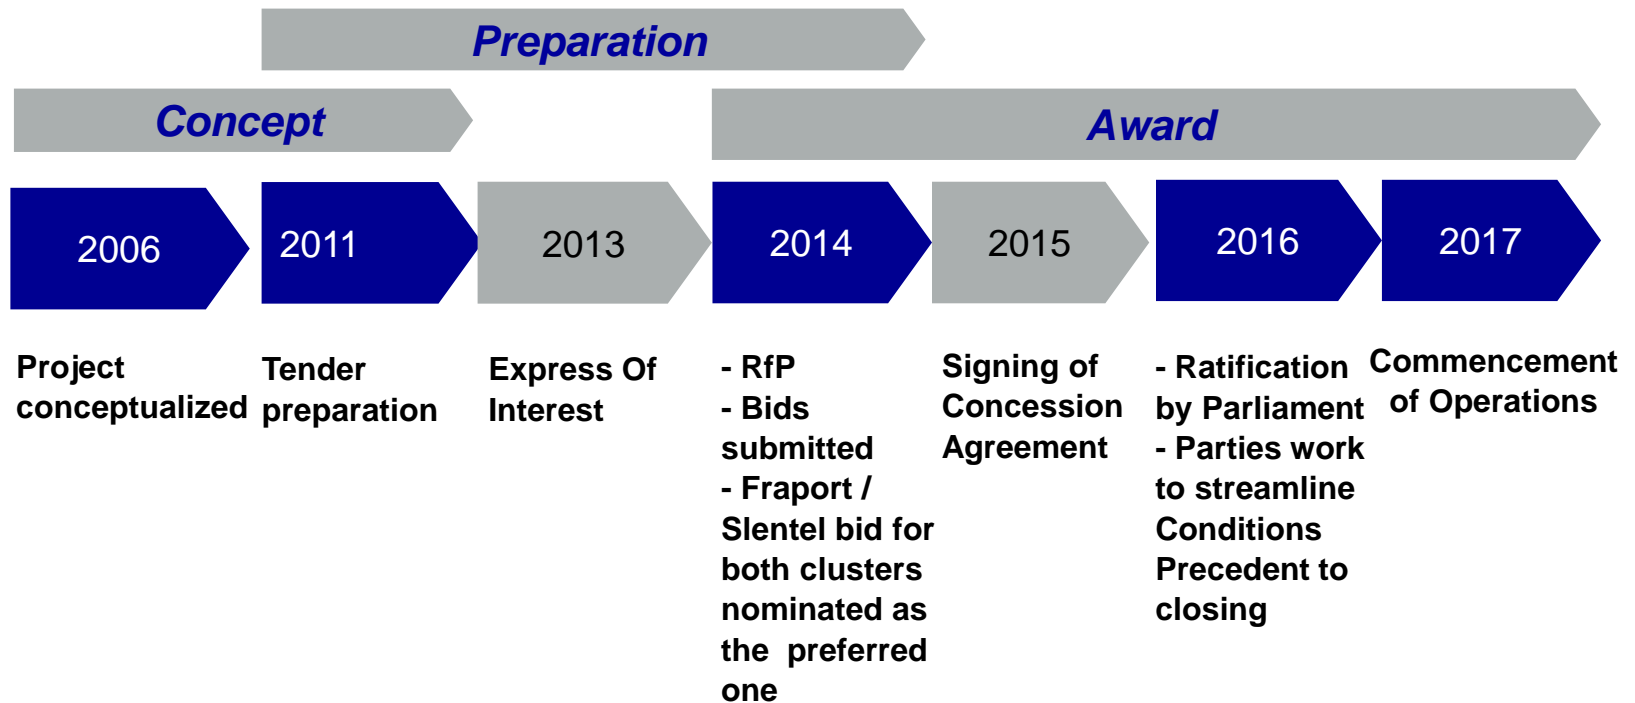 Preparation
Concept
Award
2006
2011
2013
2014
2015
2016
2017
Project
conceptualized
Tender
preparation
Express Of
Interest
- RfP
- Bids
submitted
- Fraport /
Slentel bid for
both clusters
nominated as
the preferred
one
Signing of
Concession
Agreement
- Ratification
by Parliament
- Parties work
to streamline
Conditions
Precedent to
closing
Commencement
of Operations